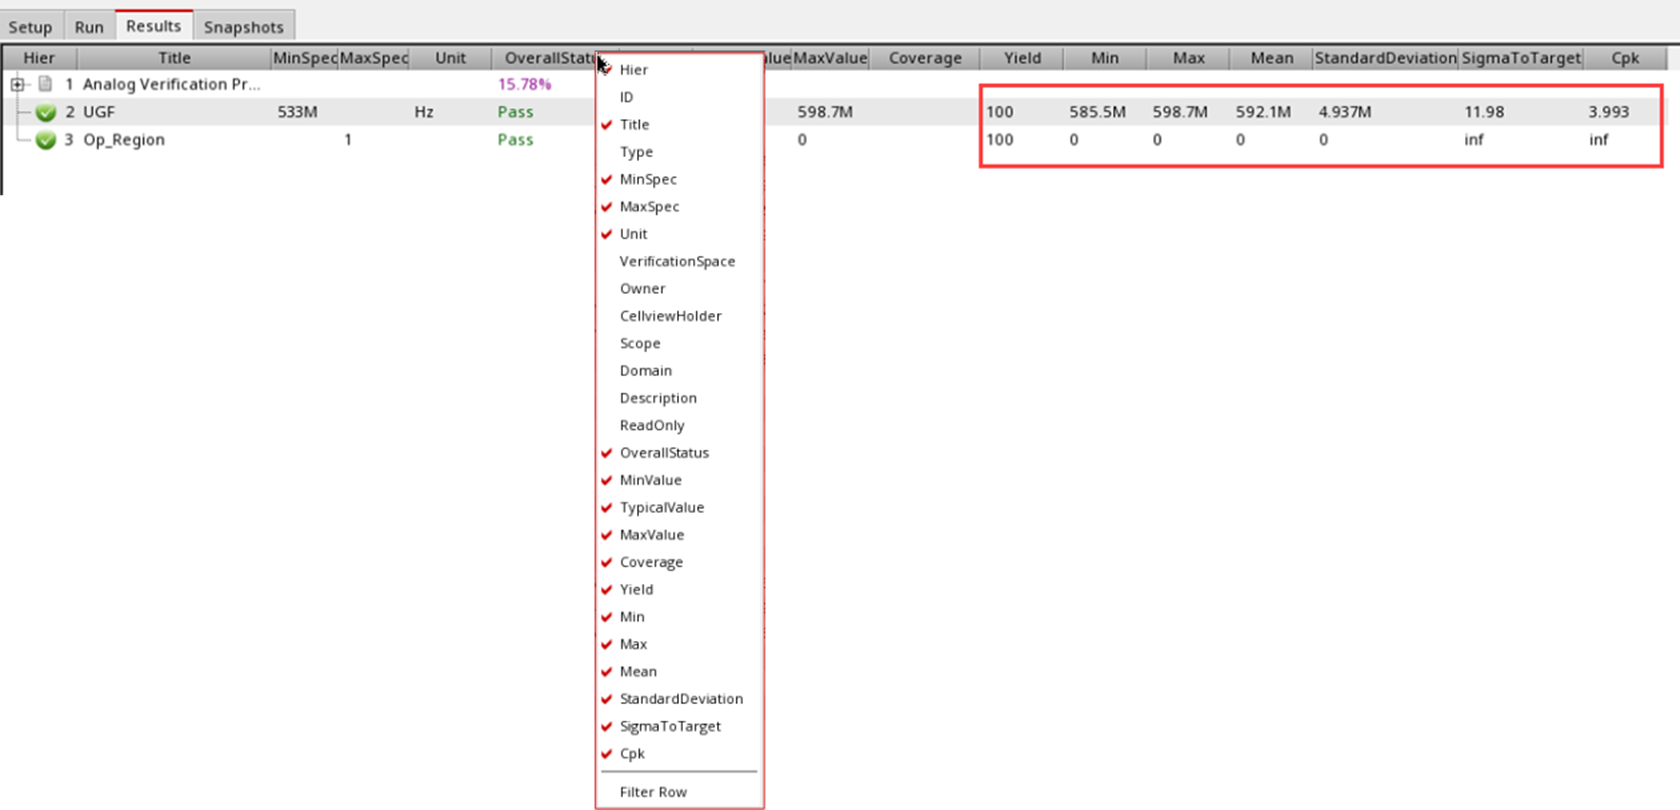 Setup Run Results Snapshots
Hier Title MinSpec MaxSpec Unit OverallStatu MaxValue Coverage Yield Min Max Mean StandardDeviation SigmaToTarget Cpk
1 Analog Verification Pr... 15.78%
2 UGF 533M Hz Pass 598.7M 100 585.5M 598.7M 592.1M 4.937M 11.98 3.993
3 Op_Region 1 Pass 0 100 0 0 0 0 inf inf
Hier
ID
Title
Type
MinSpec
MaxSpec
Unit
VerificationSpace
Owner
CellviewHolder
Scope
Domain
Description
ReadOnly
OverallStatus
MinValue
TypicalValue
MaxValue
Coverage
Yield
Min
Max
Mean
StandardDeviation
SigmaToTarget
Cpk
Filter Row